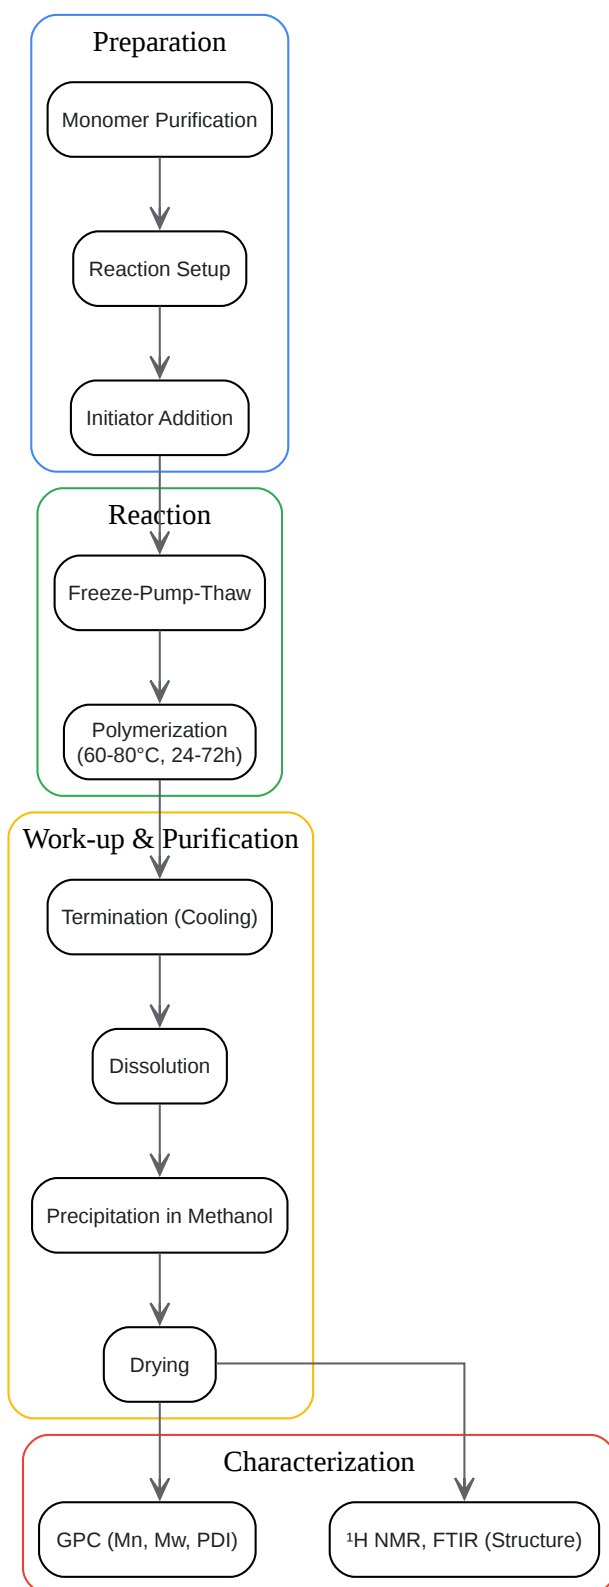 Preparation
Monomer Purification
Reaction Setup
Initiator Addition
Reaction
Freeze-Pump-Thaw
Polymerization
(60-80°C, 24-72h)
Work-up & Purification
Termination (Cooling)
Dissolution
Precipitation in Methanol
Drying
Characterization
GPC (Mn, Mw, PDI)
¹H NMR, FTIR (Structure)